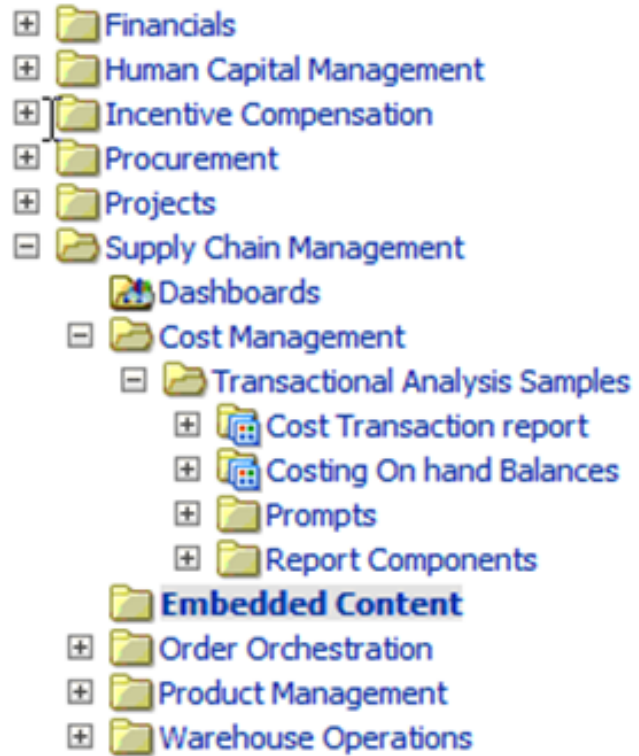 Financials
Human Capital Management
Incentive Compensation
Procurement
Projects
Supply Chain Management
Dashboards
Cost Management
Transactional Analysis Samples
Cost Transaction report
Costing On hand Balances
Prompts
Report Components
Embedded Content
Order Orchestration
Product Management
Warehouse Operations